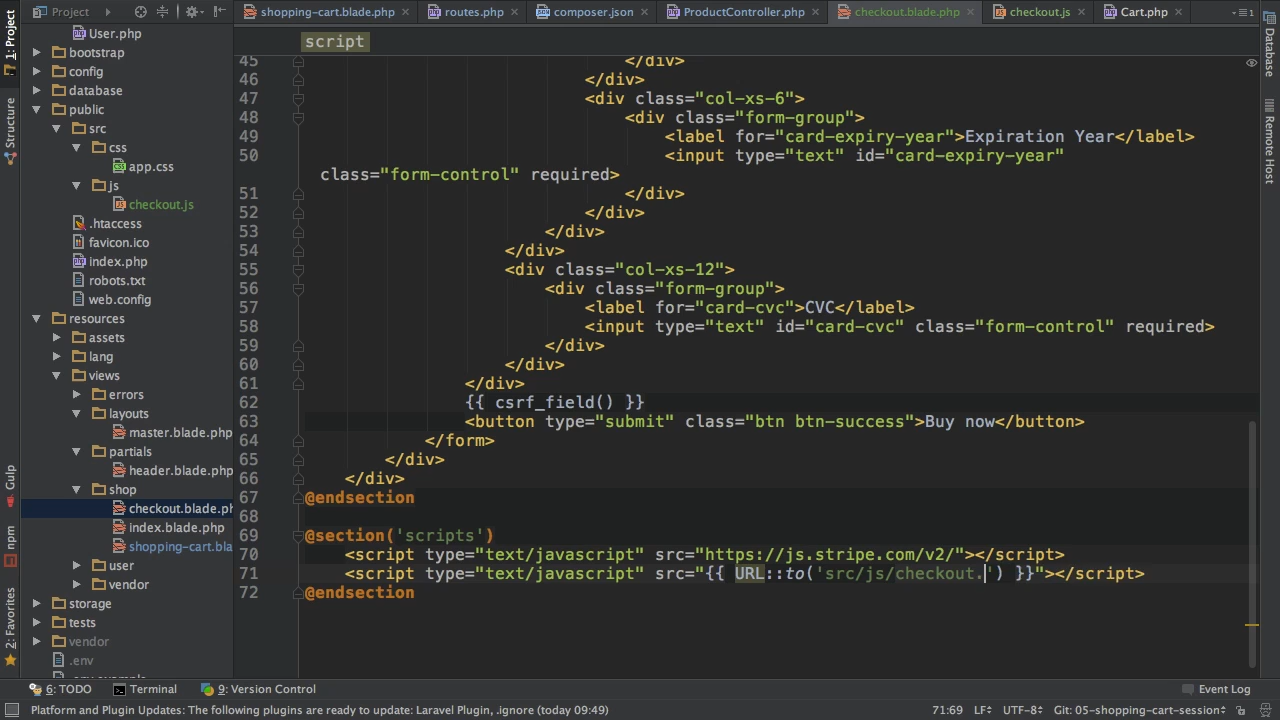 shopping-cart.blade.php
routes.php
composer.json
ProductController.php
checkout.blade.php
checkout.js
Cart.php
1: Project
Structure
Gulp
npm
2: Favorites
Project
User.php
bootstrap
config
database
public
src
css
app.css
js
checkout.js
.htaccess
favicon.ico
index.php
robots.txt
web.config
resources
assets
lang
views
errors
layouts
master.blade.php
partials
header.blade.php
shop
checkout.blade.ph
index.blade.php
shopping-cart.bla
user
vendor
storage
tests
vendor
.env
script
45 </div>
46 </div>
47 <div class="col-xs-6">
48 <div class="form-group">
49 <label for="card-expiry-year">Expiration Year</label>
50 <input type="text" id="card-expiry-year"
class="form-control" required>
51 </div>
52 </div>
53 </div>
54 </div>
55 <div class="col-xs-12">
56 <div class="form-group">
57 <label for="card-cvc">CVC</label>
58 <input type="text" id="card-cvc" class="form-control" required>
59 </div>
60 </div>
61 </div>
62 {{ csrf_field() }}
63 <button type="submit" class="btn btn-success">Buy now</button>
64 </form>
65 </div>
66 </div>
67 @endsection
68
69 @section('scripts')
70 <script type="text/javascript" src="https://js.stripe.com/v2/"></script>
71 <script type="text/javascript" src="{{ URL::to('src/js/checkout.') }}"></script>
72 @endsection
Database
Remote Host
6: TODO
Terminal
9: Version Control
Event Log
Platform and Plugin Updates: The following plugins are ready to update: Laravel Plugin, .ignore (today 09:49)
71:69
LF
UTF-8
Git: 05-shopping-cart-session